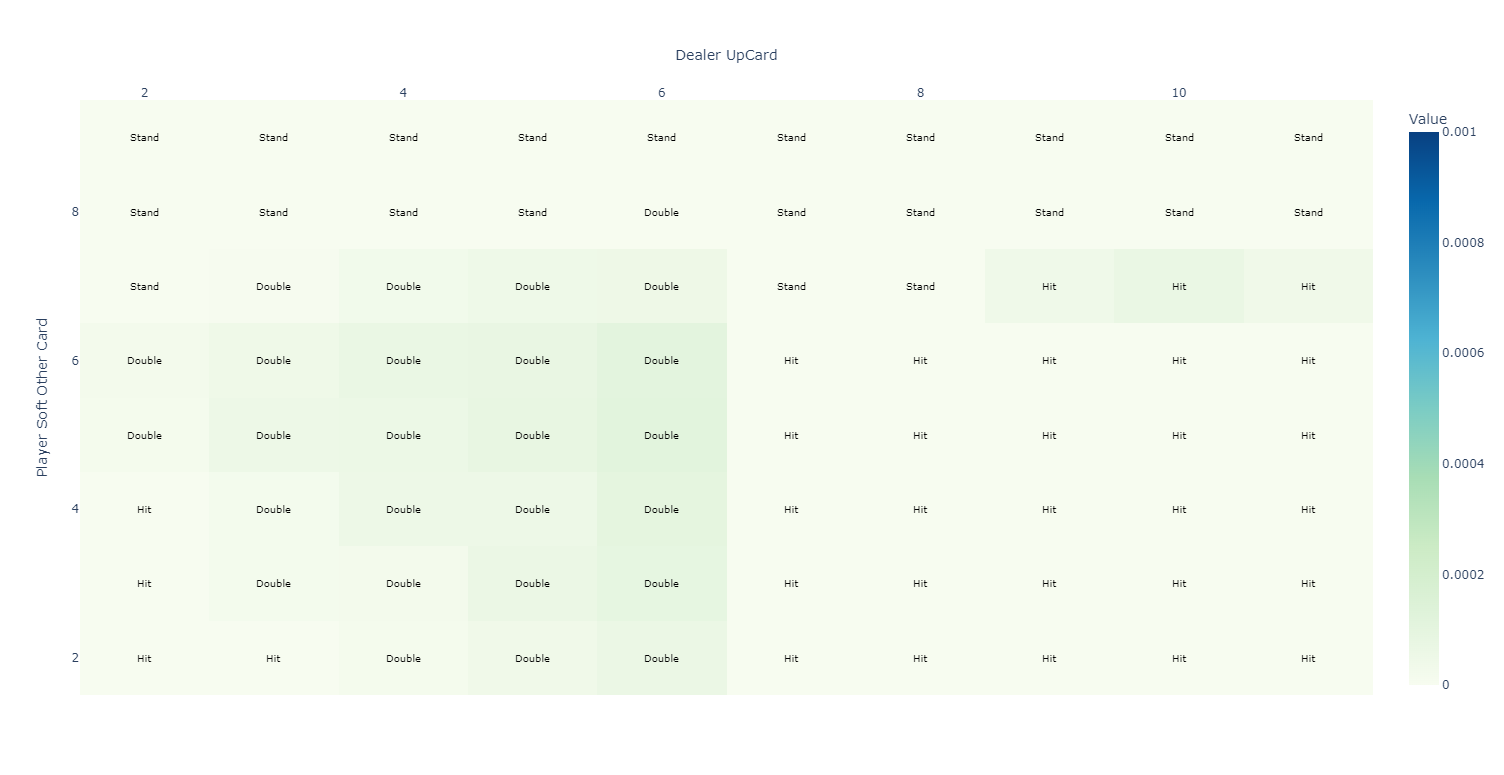 Dealer UpCard
2 4 6 8 10
Value
0.001
Stand Stand Stand Stand Stand Stand Stand Stand Stand Stand
8 Stand Stand Stand Stand Double Stand Stand Stand Stand Stand
0.0008
Stand Double Double Double Double Stand Stand Hit Hit Hit
0.0006
6 Double Double Double Double Double Hit Hit Hit Hit Hit
Player Soft Other Card
Double Double Double Double Double Hit Hit Hit Hit Hit
0.0004
4 Hit Double Double Double Double Hit Hit Hit Hit Hit
0.0002
Hit Double Double Double Double Hit Hit Hit Hit Hit
2 Hit Hit Double Double Double Hit Hit Hit Hit Hit
0